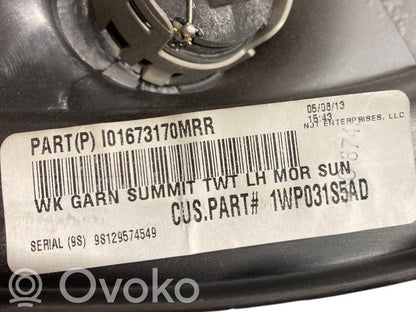 PART(P) I01673170MRR
05/08/13
15:43
NJT ENTERPRISES, LLC
WK GARN SUMMIT TWT LH MOR SUN
CUS.PART# 1WP031S5AD
SERIAL (9S) 9S129574549
Ovoko